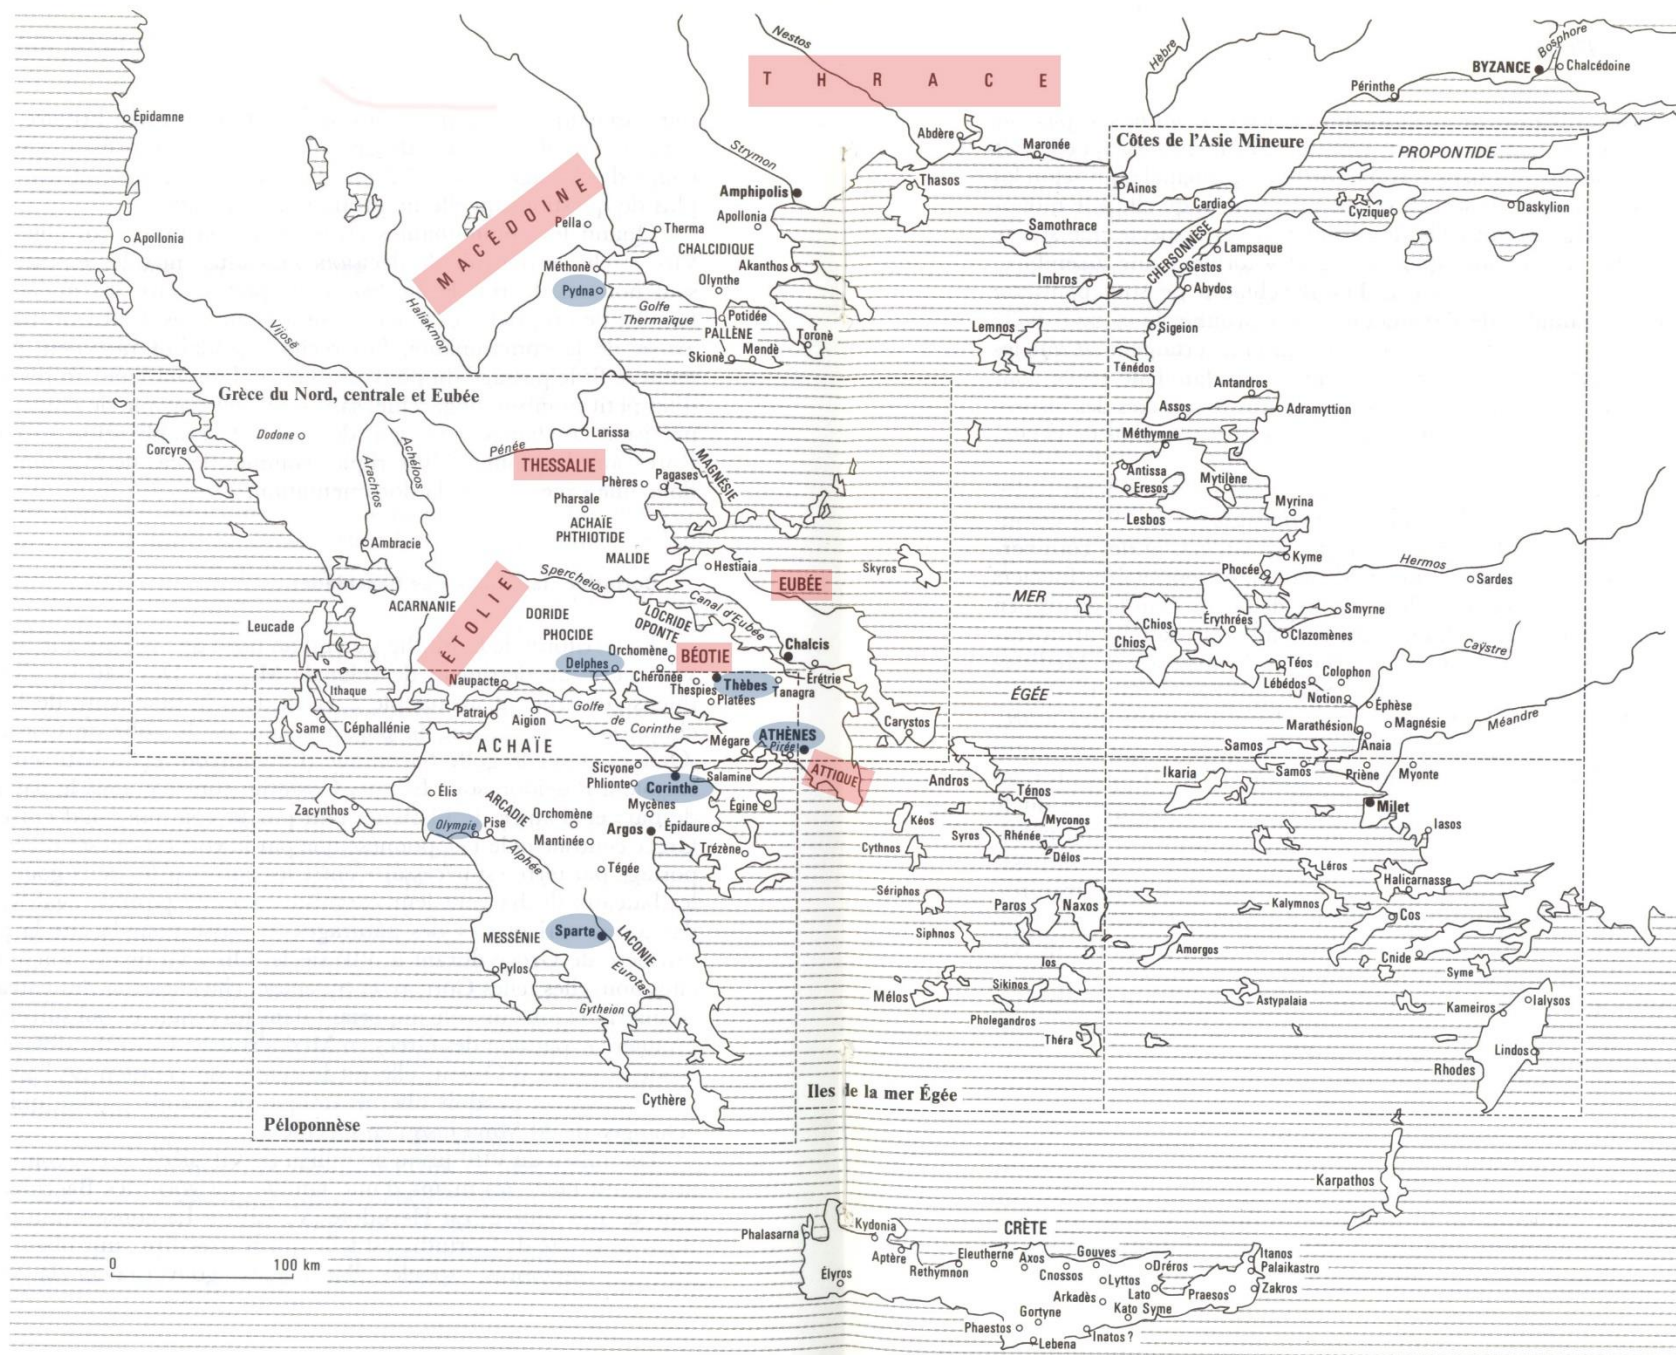 Nestos
Hèbre
Bosphore
T H R A C E
BYZANCE
Chalcédoine
Périnthe
Épidamne
Abdère
Maronée
Côtes de l'Asie Mineure
PROPONTIDE
Strymon
MACÉDOINE
Amphipolis
Thasos
Ainos
Cardia
Cyzique
Daskylion
Pella
Apollonia
Therma
Samothrace
Apollonia
CHALCIDIQUE
CHERSONNÈSE
Lampsaque
Méthonè
Akanthos
Sestos
Pydna
Olynthe
Imbros
Abydos
Haliakmon
Golfe
Thermaïque
Potidée
Vijosë
PALLÈNE
Toronè
Lemnos
Sigeion
Skionè
Mendè
Ténédos
Grèce du Nord, centrale et Eubée
Antandros
Assos
Adramyttion
Dodone
Larissa
Méthymne
Corcyre
Achéloos
Arachtos
Pénée
THESSALIE
MAGNÉSIE
Antissa
Phères
Pagases
Eresos
Mytilène
Pharsale
Myrina
Lesbos
ACHAÏE
PHTHIOTIDE
Ambracie
MALIDE
Kyme
Hestiaia
Skyros
Phocée
Hermos
Sardes
Spercheios
EUBÉE
ÉTOLIE
Canal d'Eubée
MER
ACARNANIE
LOCRIDE
OPONTE
DORIDE
Smyrne
Leucade
PHOCIDE
Chios
Érythrées
Chios
Clazomènes
Orchomène
Chalcis
Caÿstre
BÉOTIE
Delphes
Téos
Chéronée
Érétrie
Colophon
Naupacte
Thèbes
Lébédos
Ithaque
Thespies
Tanagra
ÉGÉE
Notion
Éphèse
Platées
Patrai
Aigion
Golfe
de
Corinthe
Carystos
Marathésion
Magnésie
Méandre
Samé
Céphallénie
ATHÈNES
Mégare
Pirée
Anaia
ACHAÏE
Samos
Sicyone
Salamine
ATTIQUE
Andros
Ikaria
Samos
Priène
Myonte
Phlionte
Corinthe
Élis
Ténos
Zacynthos
ARCADIE
Mycènes
Égine
Milet
Orchomène
Kéos
Myconos
Olympie
Pise
Argos
Épidaure
Syros
Rhénée
Iasos
Mantinée
Cythnos
Délos
Alphée
Trézène
Tégée
Léros
Halicarnasse
Sériphos
Paros
Naxos
Kalymnos
Cos
Sparte
LACONIE
MESSÉNIE
Siphnos
Amorgos
Cnide
Pylos
Eurotas
Ios
Syme
Sikinos
Mélos
Astypalaia
Kameiros
Ialysos
Gytheion
Pholegandros
Théra
Lindos
Rhodes
Cythère
Iles de la mer Égée
Péloponnèse
Karpathos
Phalasarna
Kydonia
CRÈTE
Aptère
Eleutherne
Axos
Gouves
Itanos
Rethymnon
Cnossos
Dréros
Palaikastro
0
100 km
Élyros
Lyttos
Lato
Praesos
Zakros
Arkadès
Kato Syme
Gortyne
Phaestos
Inatos ?
Lebena